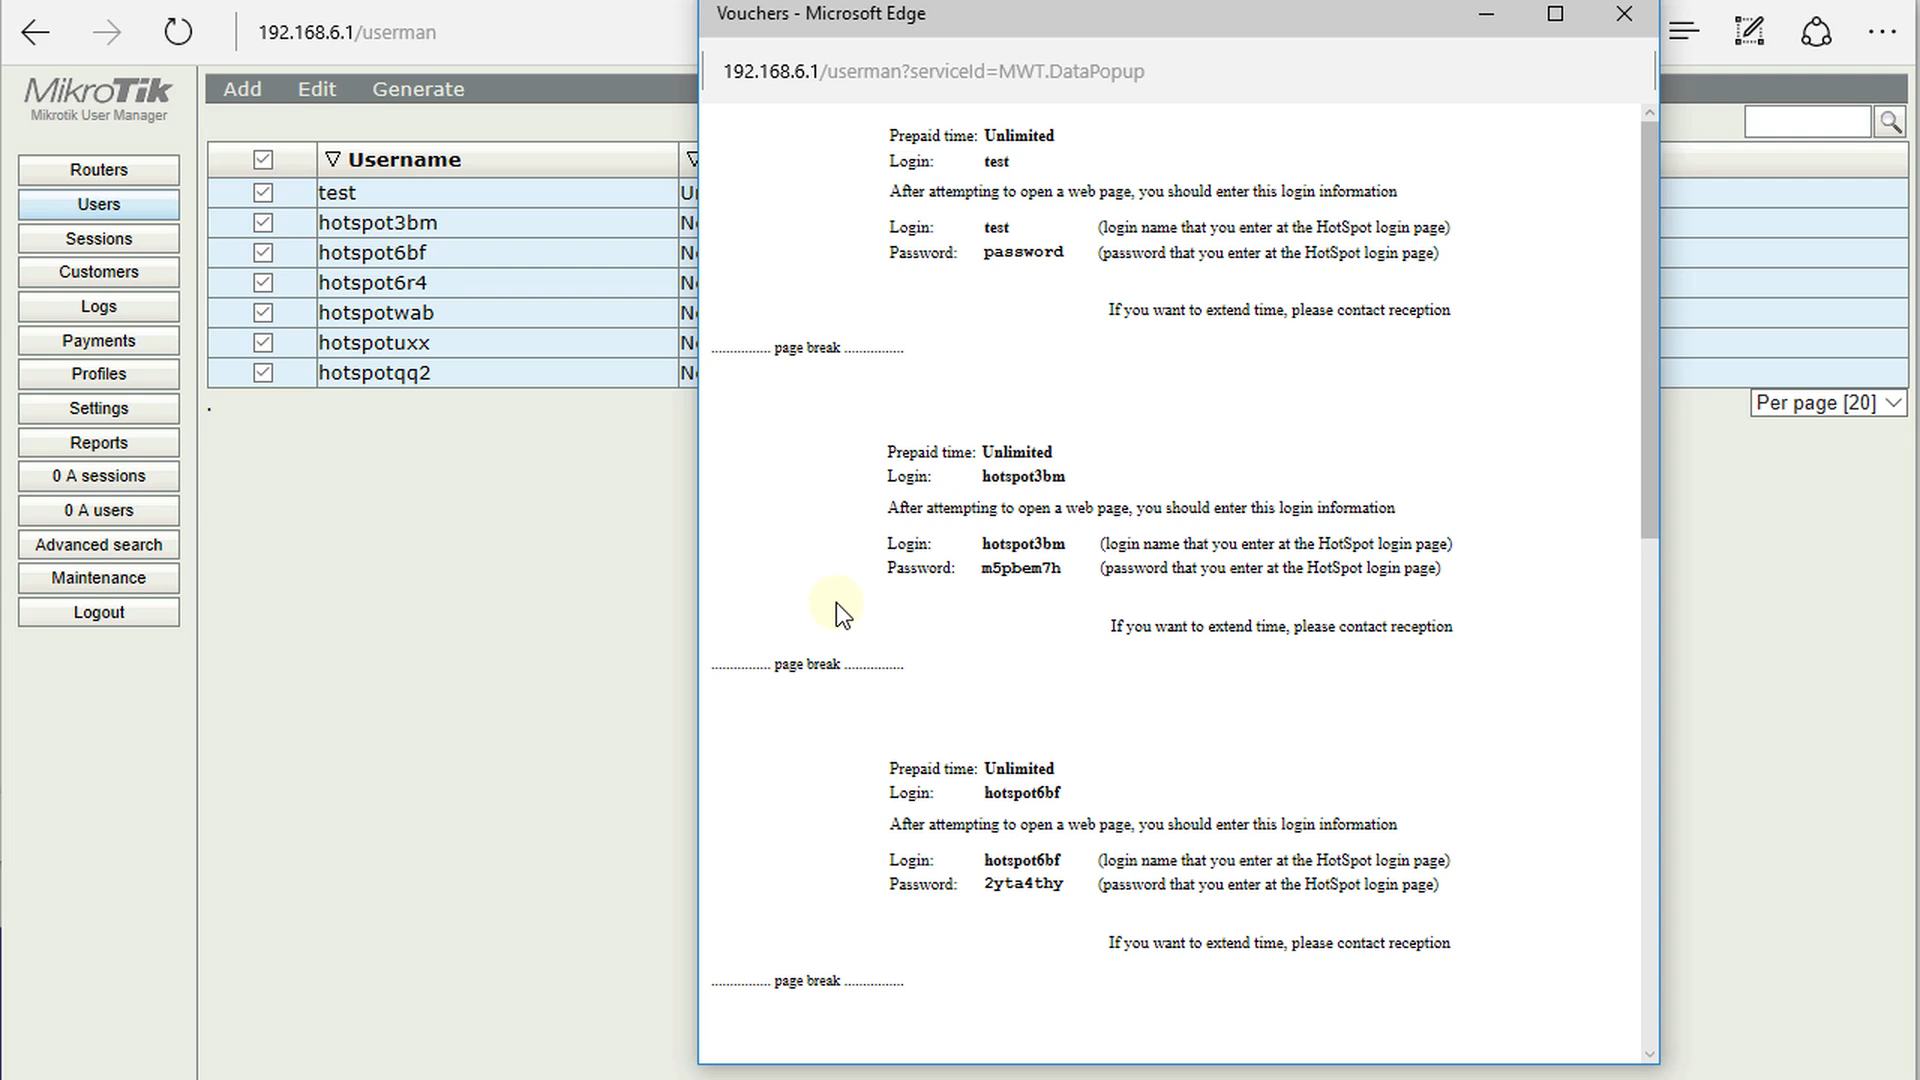 192.168.6.1/userman
MikroTik
Mikrotik User Manager
Routers
Users
Sessions
Customers
Logs
Payments
Profiles
Settings
Reports
0 A sessions
0 A users
Advanced search
Maintenance
Logout
Add Edit Generate
▽ Username ▽
test
hotspot3bm
hotspot6bf
hotspot6r4
hotspotwab
hotspotuxx
hotspotqq2
Per page [20]
Vouchers - Microsoft Edge
192.168.6.1/userman?serviceId=MWT.DataPopup
Prepaid time: Unlimited
Login: test
After attempting to open a web page, you should enter this login information
Login: test (login name that you enter at the HotSpot login page)
Password: password (password that you enter at the HotSpot login page)
If you want to extend time, please contact reception
................ page break ................
Prepaid time: Unlimited
Login: hotspot3bm
After attempting to open a web page, you should enter this login information
Login: hotspot3bm (login name that you enter at the HotSpot login page)
Password: m5pbem7h (password that you enter at the HotSpot login page)
If you want to extend time, please contact reception
................ page break ................
Prepaid time: Unlimited
Login: hotspot6bf
After attempting to open a web page, you should enter this login information
Login: hotspot6bf (login name that you enter at the HotSpot login page)
Password: 2yta4thy (password that you enter at the HotSpot login page)
If you want to extend time, please contact reception
................ page break ................